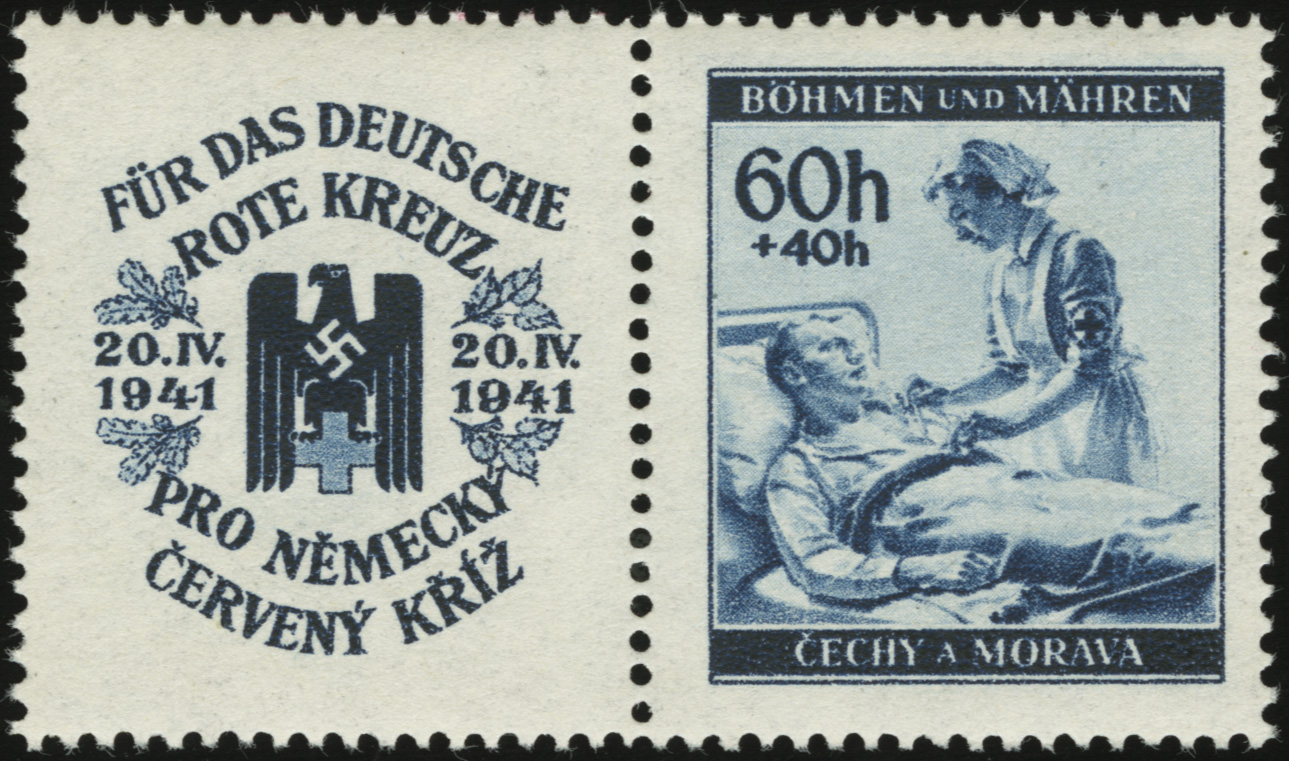 FÜR DAS DEUTSCHE
ROTE KREUZ
20.IV.
1941
20.IV.
1941
PRO NĚMECKÝ
ČERVENÝ KŘÍŽ
BÖHMEN UND MÄHREN
60h
+40h
ČECHY A MORAVA